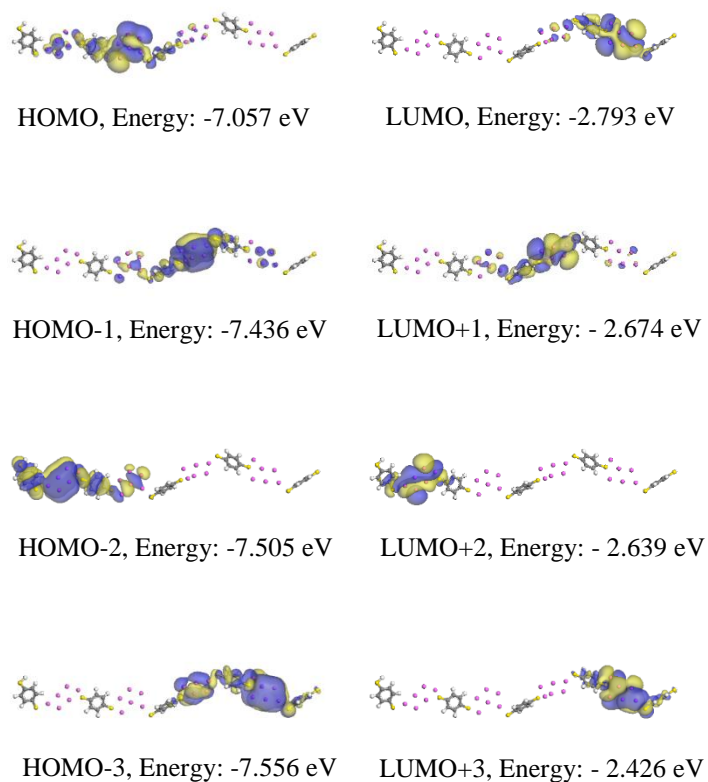 HOMO, Energy: -7.057 eV
LUMO, Energy: -2.793 eV
HOMO-1, Energy: -7.436 eV
LUMO+1, Energy: - 2.674 eV
HOMO-2, Energy: -7.505 eV
LUMO+2, Energy: - 2.639 eV
HOMO-3, Energy: -7.556 eV
LUMO+3, Energy: - 2.426 eV